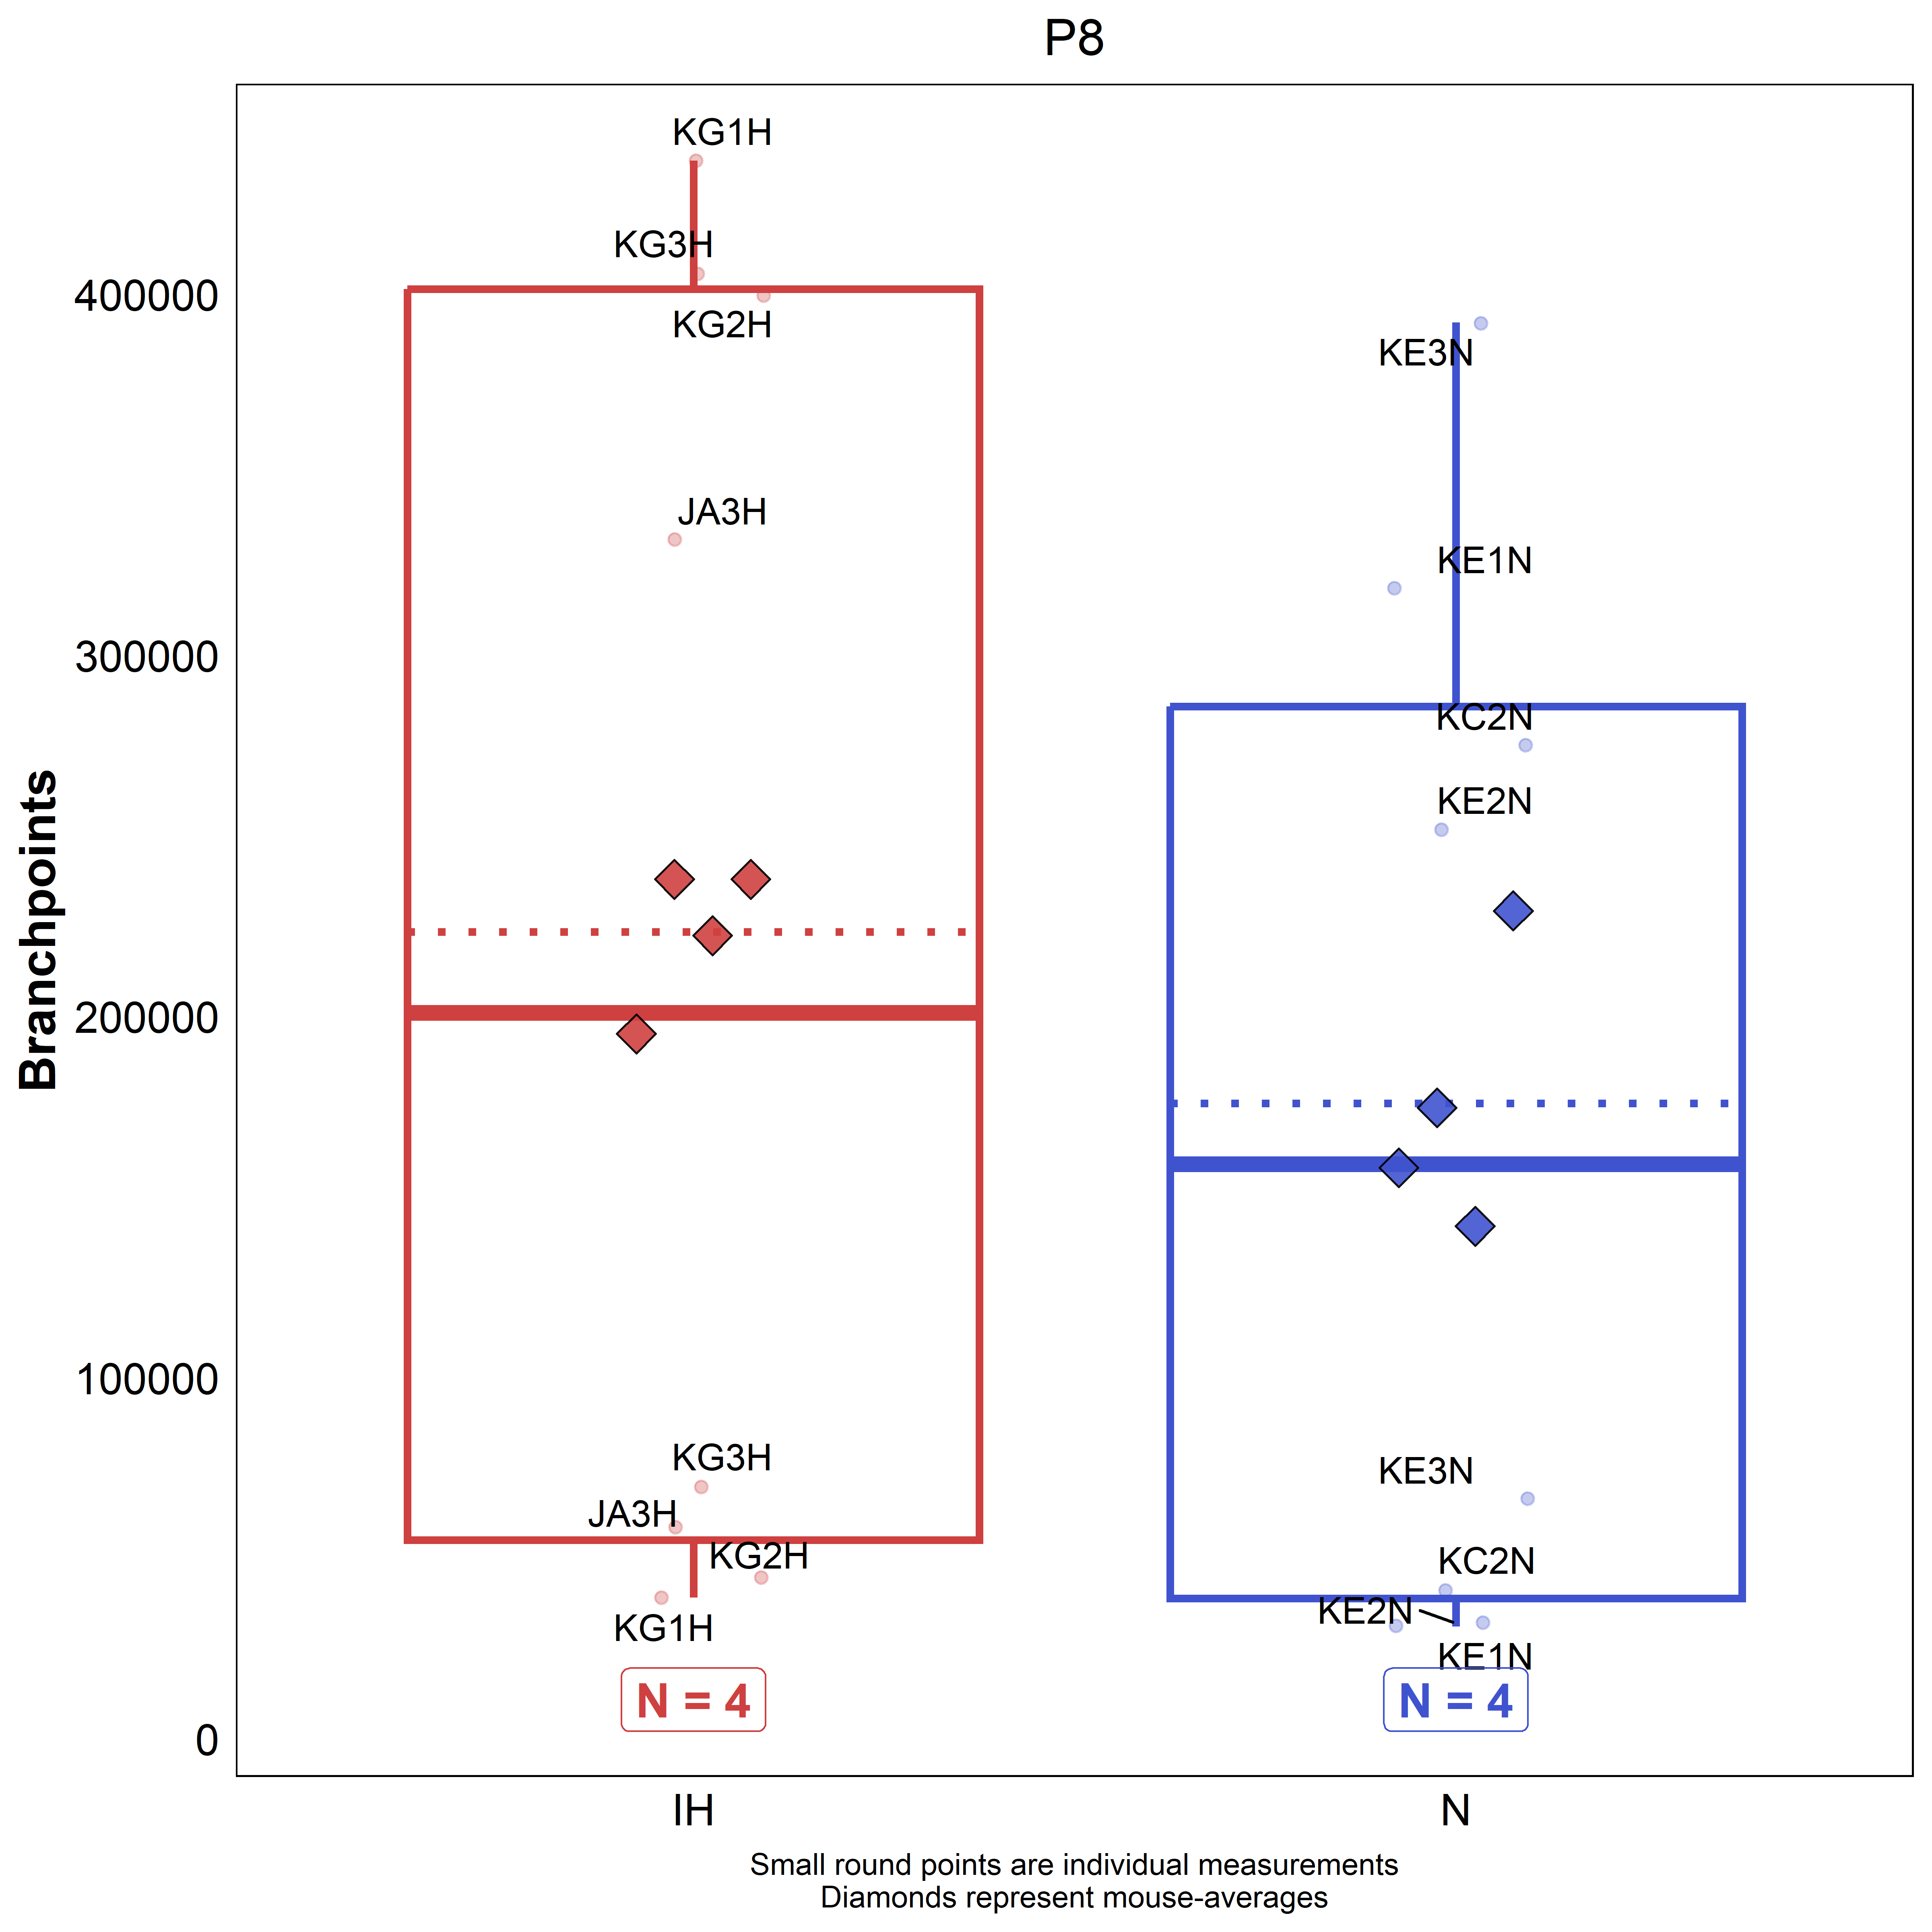 P8
KG1H
KG3H
400000
KG2H
KE3N
JA3H
KE1N
300000
KC2N
KE2N
Branchpoints
200000
100000
KG3H
KE3N
JA3H
KG2H
KC2N
KE2N
KG1H
KE1N
N = 4
N = 4
0
IH
N
Small round points are individual measurements
Diamonds represent mouse-averages